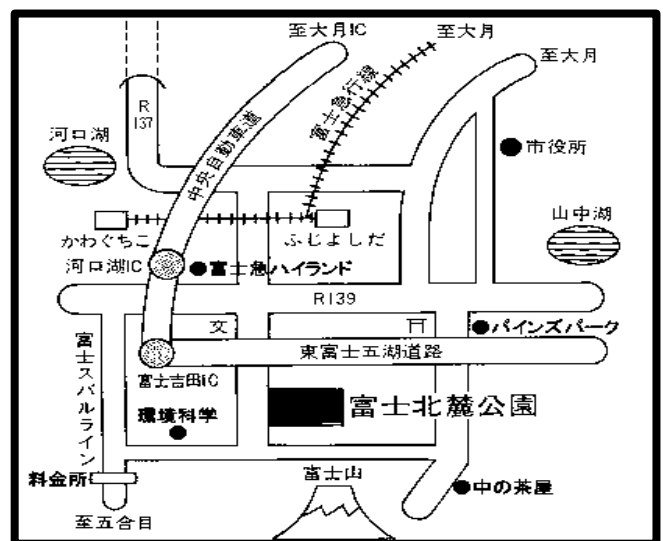 至大月IC
至大月
至大月
R
137
河口湖
中央自動車道
富士急行線
市役所
山中湖
かわぐちこ
ふじよしだ
河口湖IC
富士急ハイランド
R139
文
パインズパーク
東富士五湖道路
富士スバルライン
富士吉田IC
環境科学
富士北麓公園
料金所
富士山
中の茶屋
至五合目